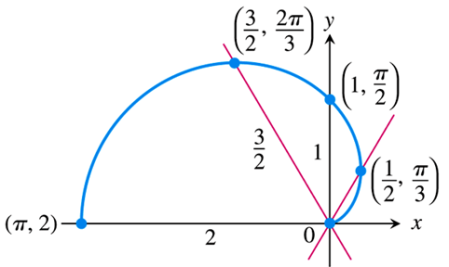 (3/2, 2π/3)
y
(1, π/2)
3/2
1
(1/2, π/3)
(π, 2)
x
2
0